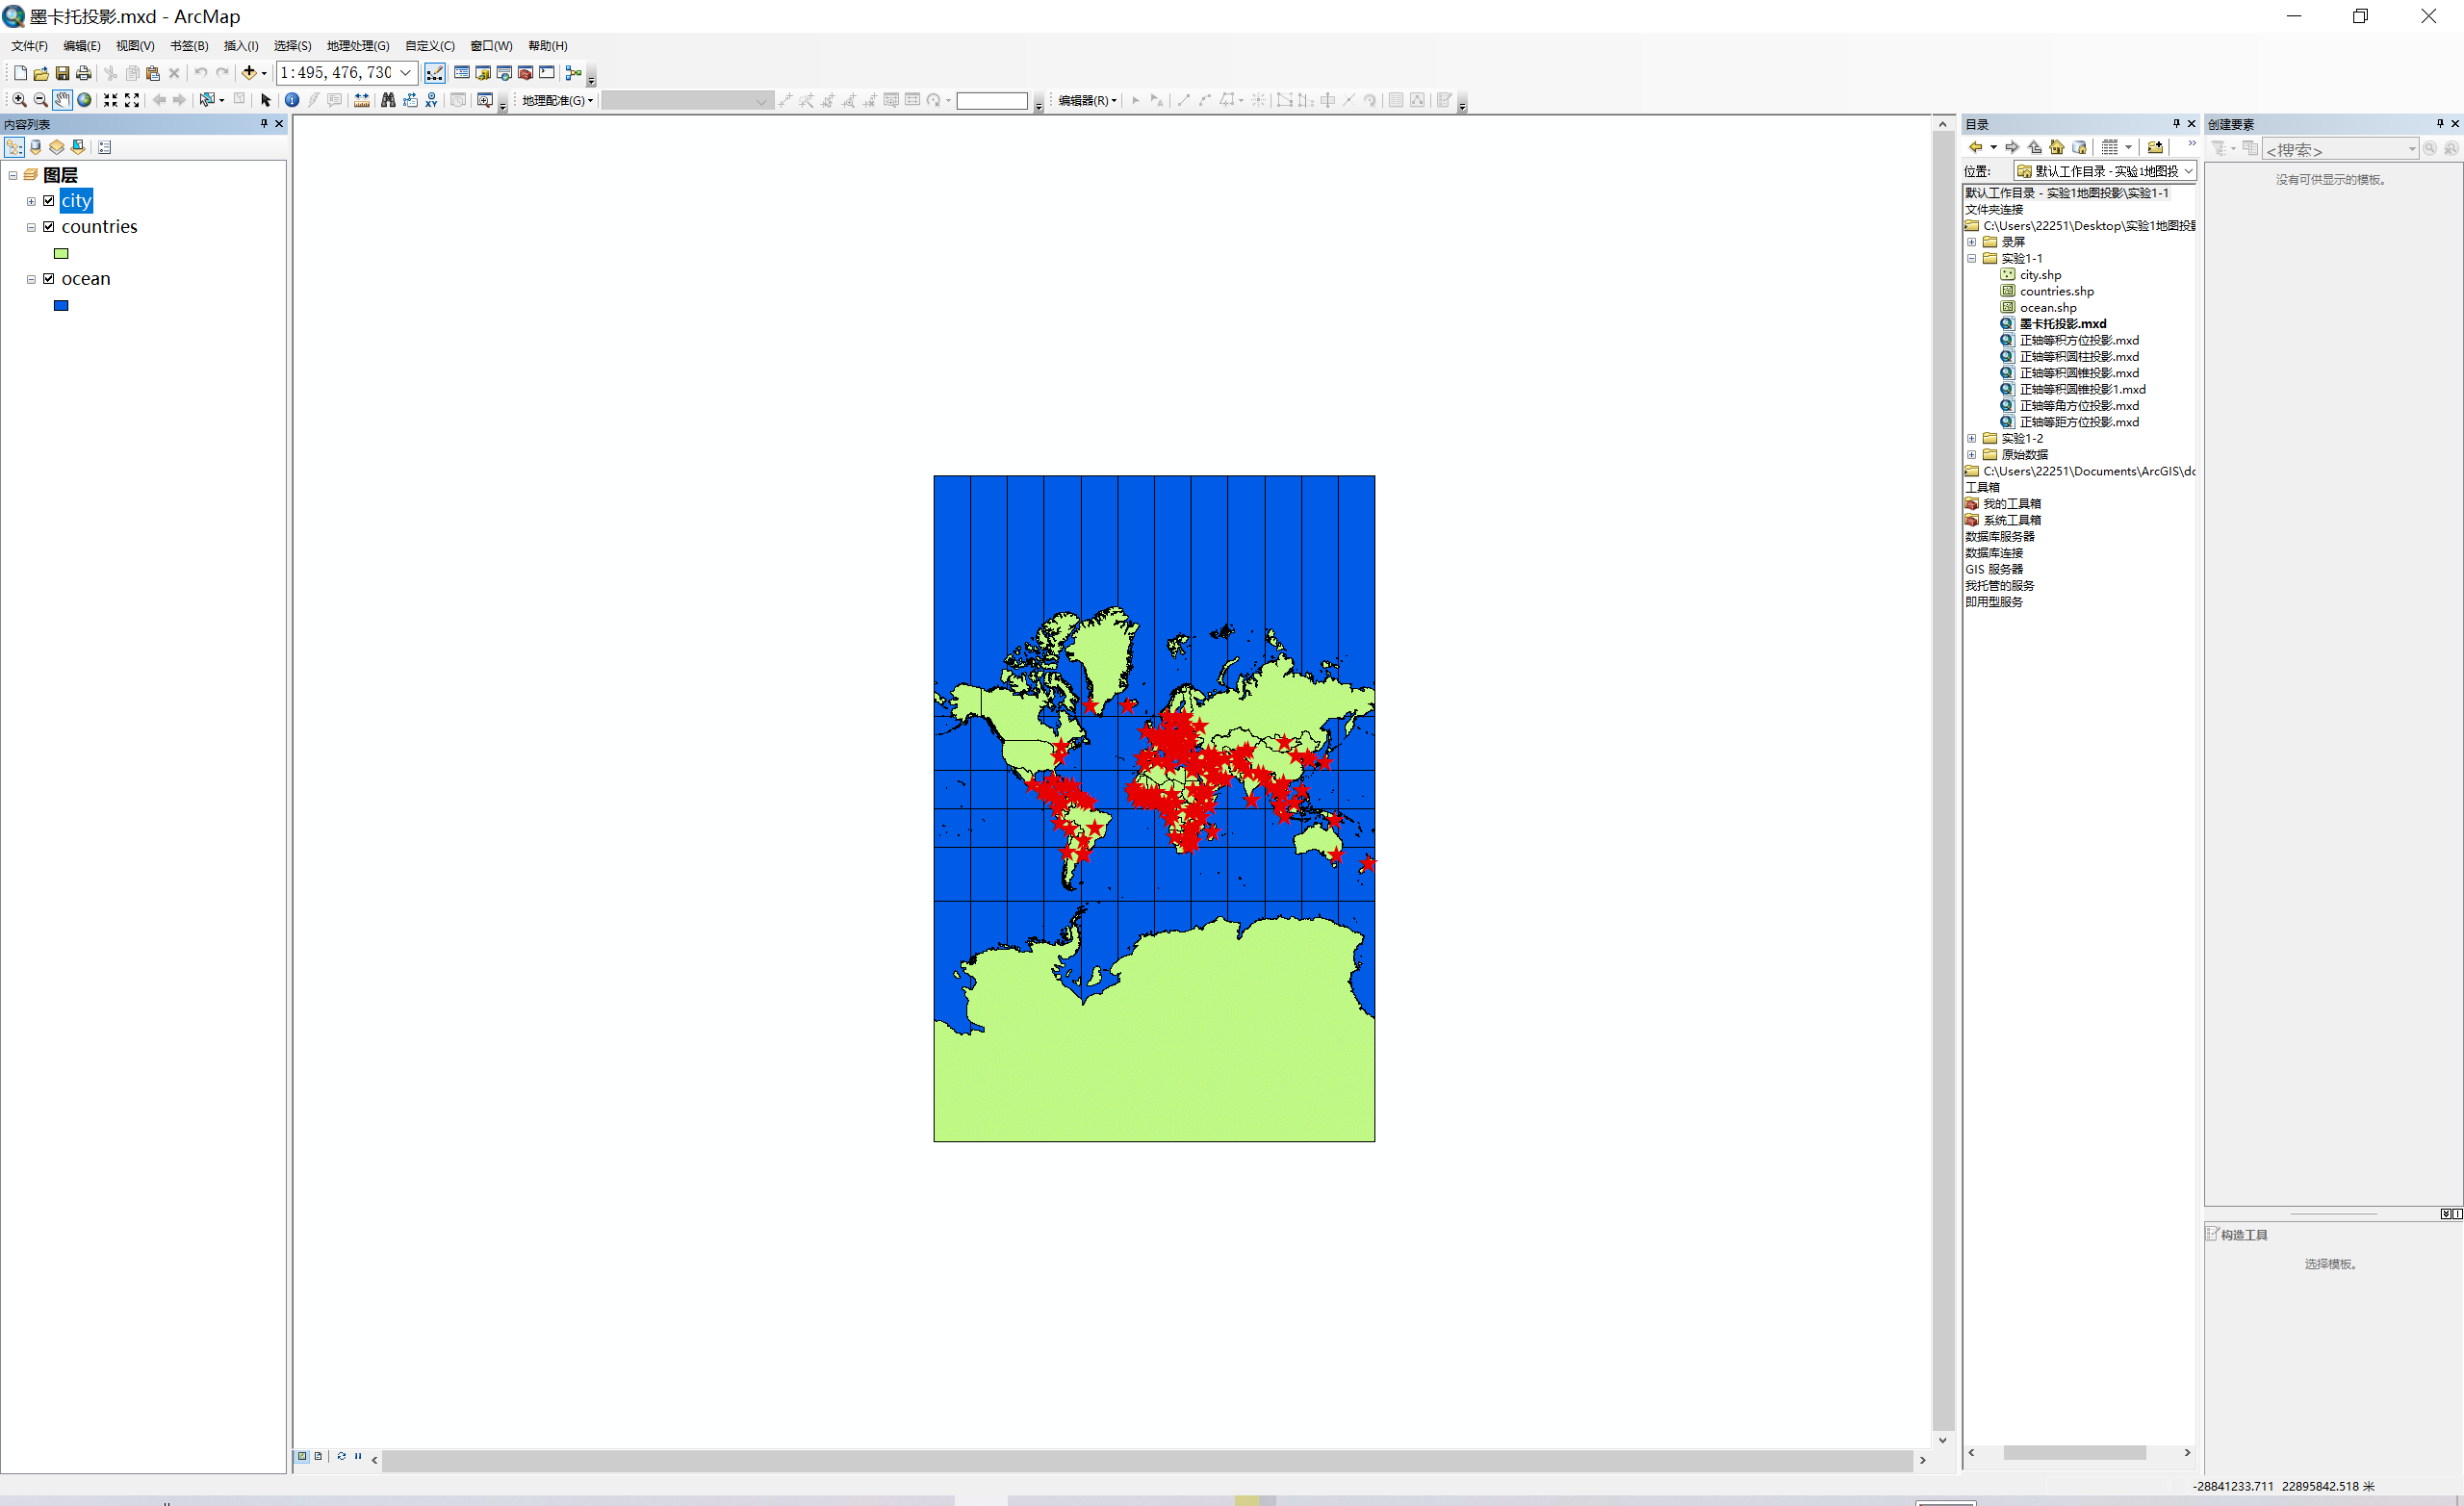 墨卡托投影.mxd - ArcMap
文件(F) 编辑(E) 视图(V) 书签(B) 插入(I) 选择(S) 地理处理(G) 自定义(C) 窗口(W) 帮助(H)
1:495,476,730
地理配准(G) 编辑器(R)
内容列表
图层
city
countries
ocean
目录
位置: 默认工作目录 - 实验1地图投
默认工作目录 - 实验1地图投影\实验1-1
文件夹连接
C:\Users\22251\Desktop\实验1地图投影
录屏
实验1-1
city.shp
countries.shp
ocean.shp
墨卡托投影.mxd
正轴等积方位投影.mxd
正轴等积圆柱投影.mxd
正轴等积圆锥投影.mxd
正轴等积圆锥投影1.mxd
正轴等角方位投影.mxd
正轴等距方位投影.mxd
实验1-2
原始数据
C:\Users\22251\Documents\ArcGIS\dc
工具箱
我的工具箱
系统工具箱
数据库服务器
数据库连接
GIS 服务器
我托管的服务
即用型服务
创建要素
<搜索>
没有可供显示的模板。
构造工具
选择模板。
-28841233.711 22895842.518 米